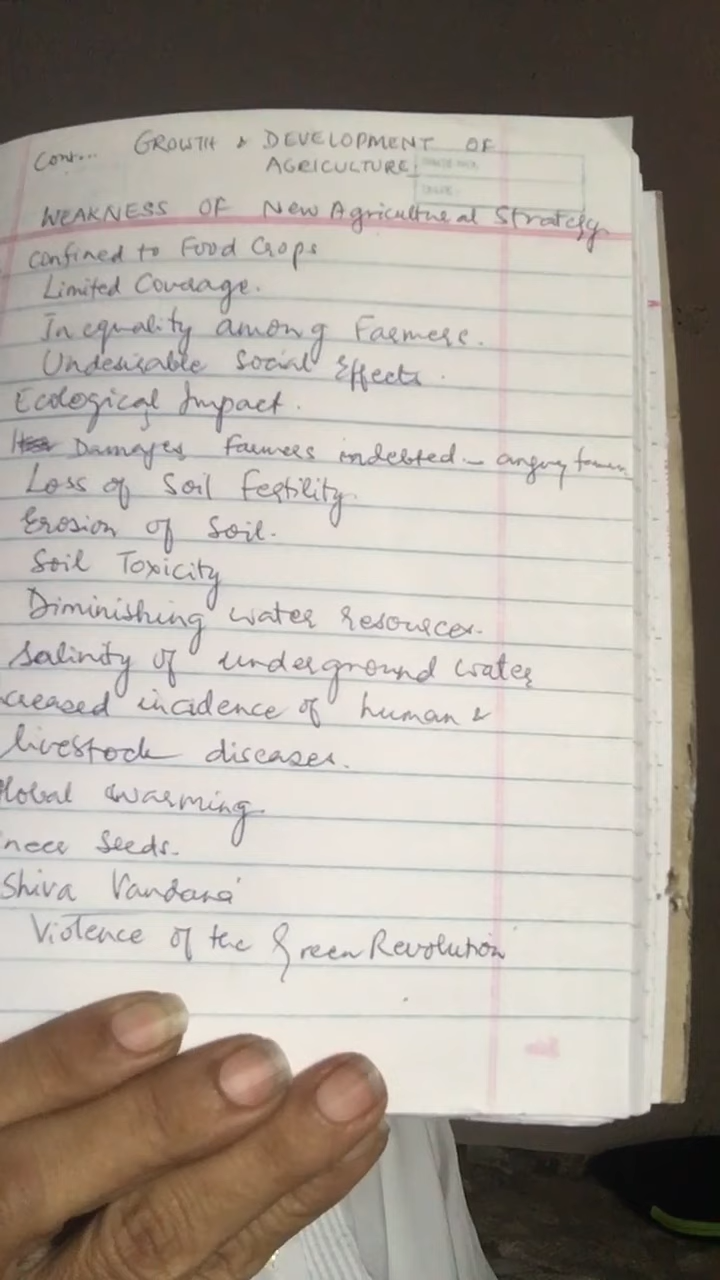 Cont... GROWTH & DEVELOPMENT OF
AGRICULTURE
WEAKNESS OF New Agricultural Strategy
Confined to Food Crops
Limited Coverage.
Inequality among Farmers.
Undesirable Social Effects.
Ecological Impact.
Damages Farmers indebted - angry
Loss of Soil Fertility.
Erosion of Soil.
Soil Toxicity
Diminishing water resources.
Salinity of underground water
creased incidence of human &
livestock diseases.
lobal warming.
Seeds.
Shiva Vandana
Violence of the Green Revolution